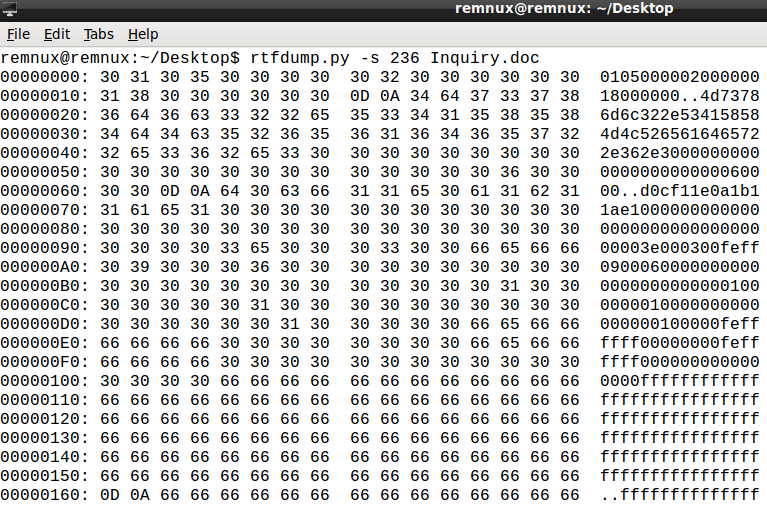 remnux@remnux: ~/Desktop
File Edit Tabs Help
remnux@remnux:~/Desktop$ rtfdump.py -s 236 Inquiry.doc
00000000: 30 31 30 35 30 30 30 30  30 32 30 30 30 30 30 30  0105000002000000
00000010: 31 38 30 30 30 30 30 30  0D 0A 34 64 37 33 37 38  18000000..4d7378
00000020: 36 64 36 63 33 32 32 65  35 33 34 31 35 38 35 38  6d6c322e53415858
00000030: 34 64 34 63 35 32 36 35  36 31 36 34 36 35 37 32  4d4c526561646572
00000040: 32 65 33 36 32 65 33 30  30 30 30 30 30 30 30 30  2e362e3000000000
00000050: 30 30 30 30 30 30 30 30  30 30 30 30 30 36 30 30  0000000000000600
00000060: 30 30 0D 0A 64 30 63 66  31 31 65 30 61 31 62 31  00..d0cf11e0a1b1
00000070: 31 61 65 31 30 30 30 30  30 30 30 30 30 30 30 30  1ae1000000000000
00000080: 30 30 30 30 30 30 30 30  30 30 30 30 30 30 30 30  0000000000000000
00000090: 30 30 30 30 33 65 30 30  30 33 30 30 66 65 66 66  00003e000300feff
000000A0: 30 39 30 30 30 36 30 30  30 30 30 30 30 30 30 30  0900060000000000
000000B0: 30 30 30 30 30 30 30 30  30 30 30 30 30 31 30 30  0000000000000100
000000C0: 30 30 30 30 30 31 30 30  30 30 30 30 30 30 30 30  0000010000000000
000000D0: 30 30 30 30 30 30 31 30  30 30 30 30 66 65 66 66  000000100000feff
000000E0: 66 66 66 66 30 30 30 30  30 30 30 30 66 65 66 66  ffff00000000feff
000000F0: 66 66 66 66 30 30 30 30  30 30 30 30 30 30 30 30  ffff000000000000
00000100: 30 30 30 30 66 66 66 66  66 66 66 66 66 66 66 66  0000ffffffffffff
00000110: 66 66 66 66 66 66 66 66  66 66 66 66 66 66 66 66  ffffffffffffffff
00000120: 66 66 66 66 66 66 66 66  66 66 66 66 66 66 66 66  ffffffffffffffff
00000130: 66 66 66 66 66 66 66 66  66 66 66 66 66 66 66 66  ffffffffffffffff
00000140: 66 66 66 66 66 66 66 66  66 66 66 66 66 66 66 66  ffffffffffffffff
00000150: 66 66 66 66 66 66 66 66  66 66 66 66 66 66 66 66  ffffffffffffffff
00000160: 0D 0A 66 66 66 66 66 66  66 66 66 66 66 66 66 66  ..ffffffffffffff